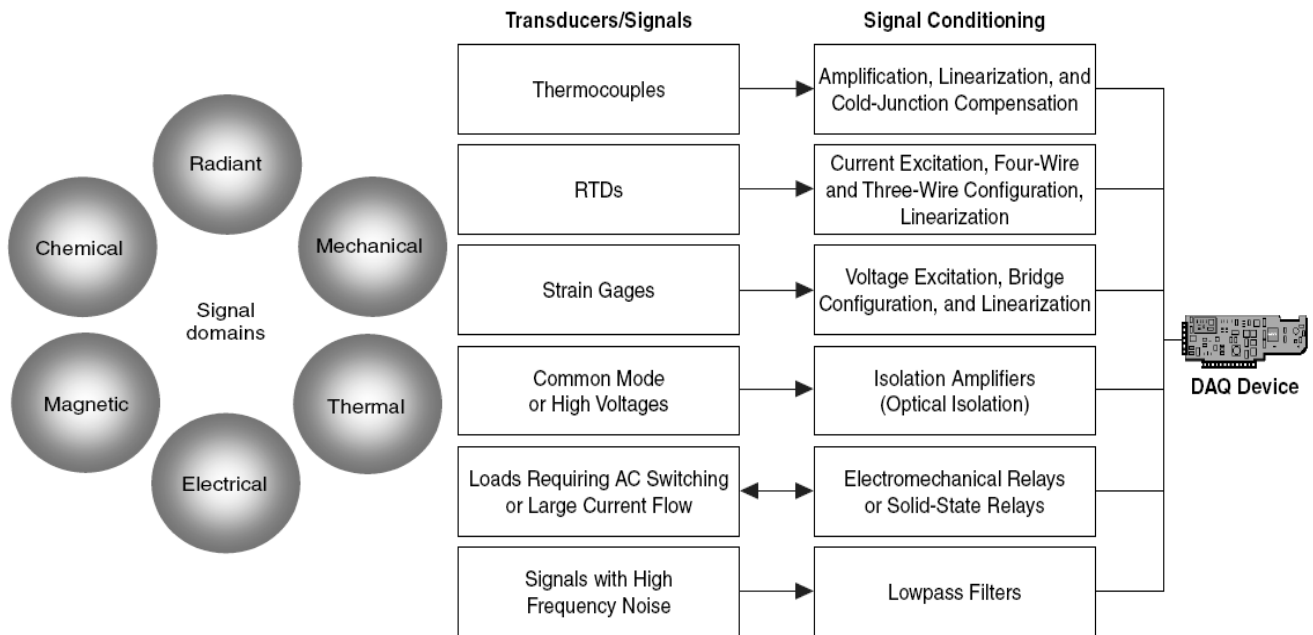 Transducers/Signals
Signal Conditioning
Radiant
Chemical
Mechanical
Signal
domains
Magnetic
Thermal
Electrical
Thermocouples
Amplification, Linearization, and
Cold-Junction Compensation
RTDs
Current Excitation, Four-Wire
and Three-Wire Configuration,
Linearization
Strain Gages
Voltage Excitation, Bridge
Configuration, and Linearization
Common Mode
or High Voltages
Isolation Amplifiers
(Optical Isolation)
Loads Requiring AC Switching
or Large Current Flow
Electromechanical Relays
or Solid-State Relays
Signals with High
Frequency Noise
Lowpass Filters
DAQ Device